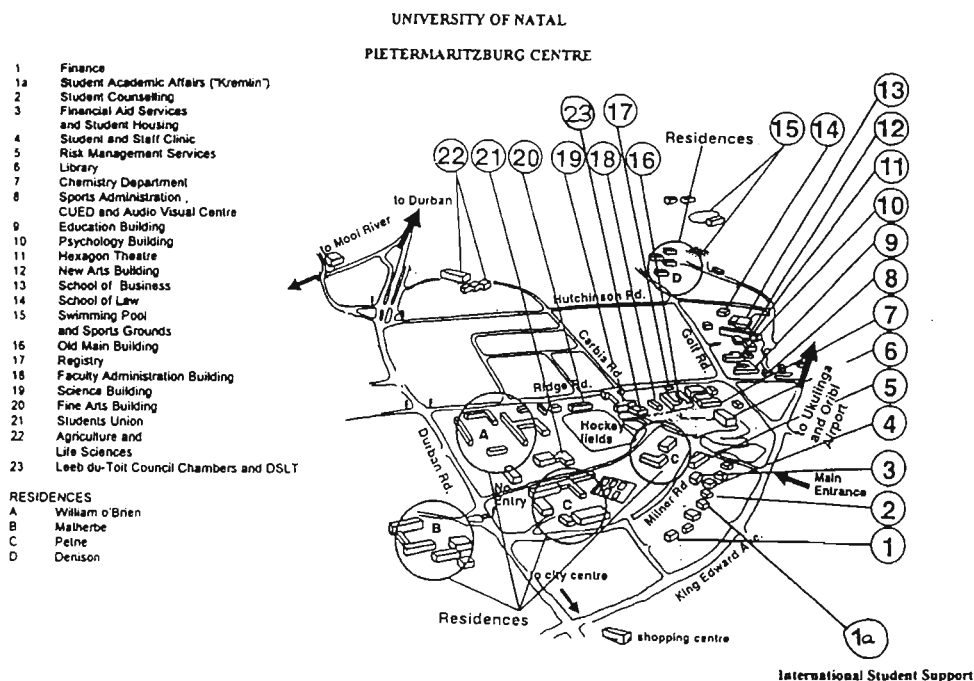 UNIVERSITY OF NATAL
PIETERMARITZBURG CENTRE
1 Finance
1a Student Academic Affairs ("Kremlin")
2 Student Counselling
3 Financial Aid Services
and Student Housing
4 Student and Staff Clinic
5 Risk Management Services
6 Library
7 Chemistry Department
8 Sports Administration ,
CUED and Audio Visual Centre
9 Education Building
10 Psychology Building
11 Hexagon Theatre
12 New Arts Building
13 School of Business
14 School of Law
15 Swimming Pool
and Sports Grounds
16 Old Main Building
17 Registry
18 Faculty Administration Building
19 Science Building
20 Fine Arts Building
21 Students Union
22 Agriculture and
Life Sciences
23 Leeb du-Toit Council Chambers and DSLT
RESIDENCES
A William o'Brien
B Malherbe
C Petrie
D Denison
22
21
20
19
23
18
17
16
Residences
15
14
13
12
11
10
9
8
7
6
5
4
3
2
1
1a
to Durban
to Mooi River
Hutchinson Rd.
D
Carbis Rd.
Golf Rd.
Ridge Rd.
Hockey
fields
A
C
Durban Rd.
No
Entry
C
B
Milner Rd
to Ukulinga
and Oribi
Airport
Main
Entrance
King Edward Ave.
to city centre
Residences
shopping centre
International Student Support